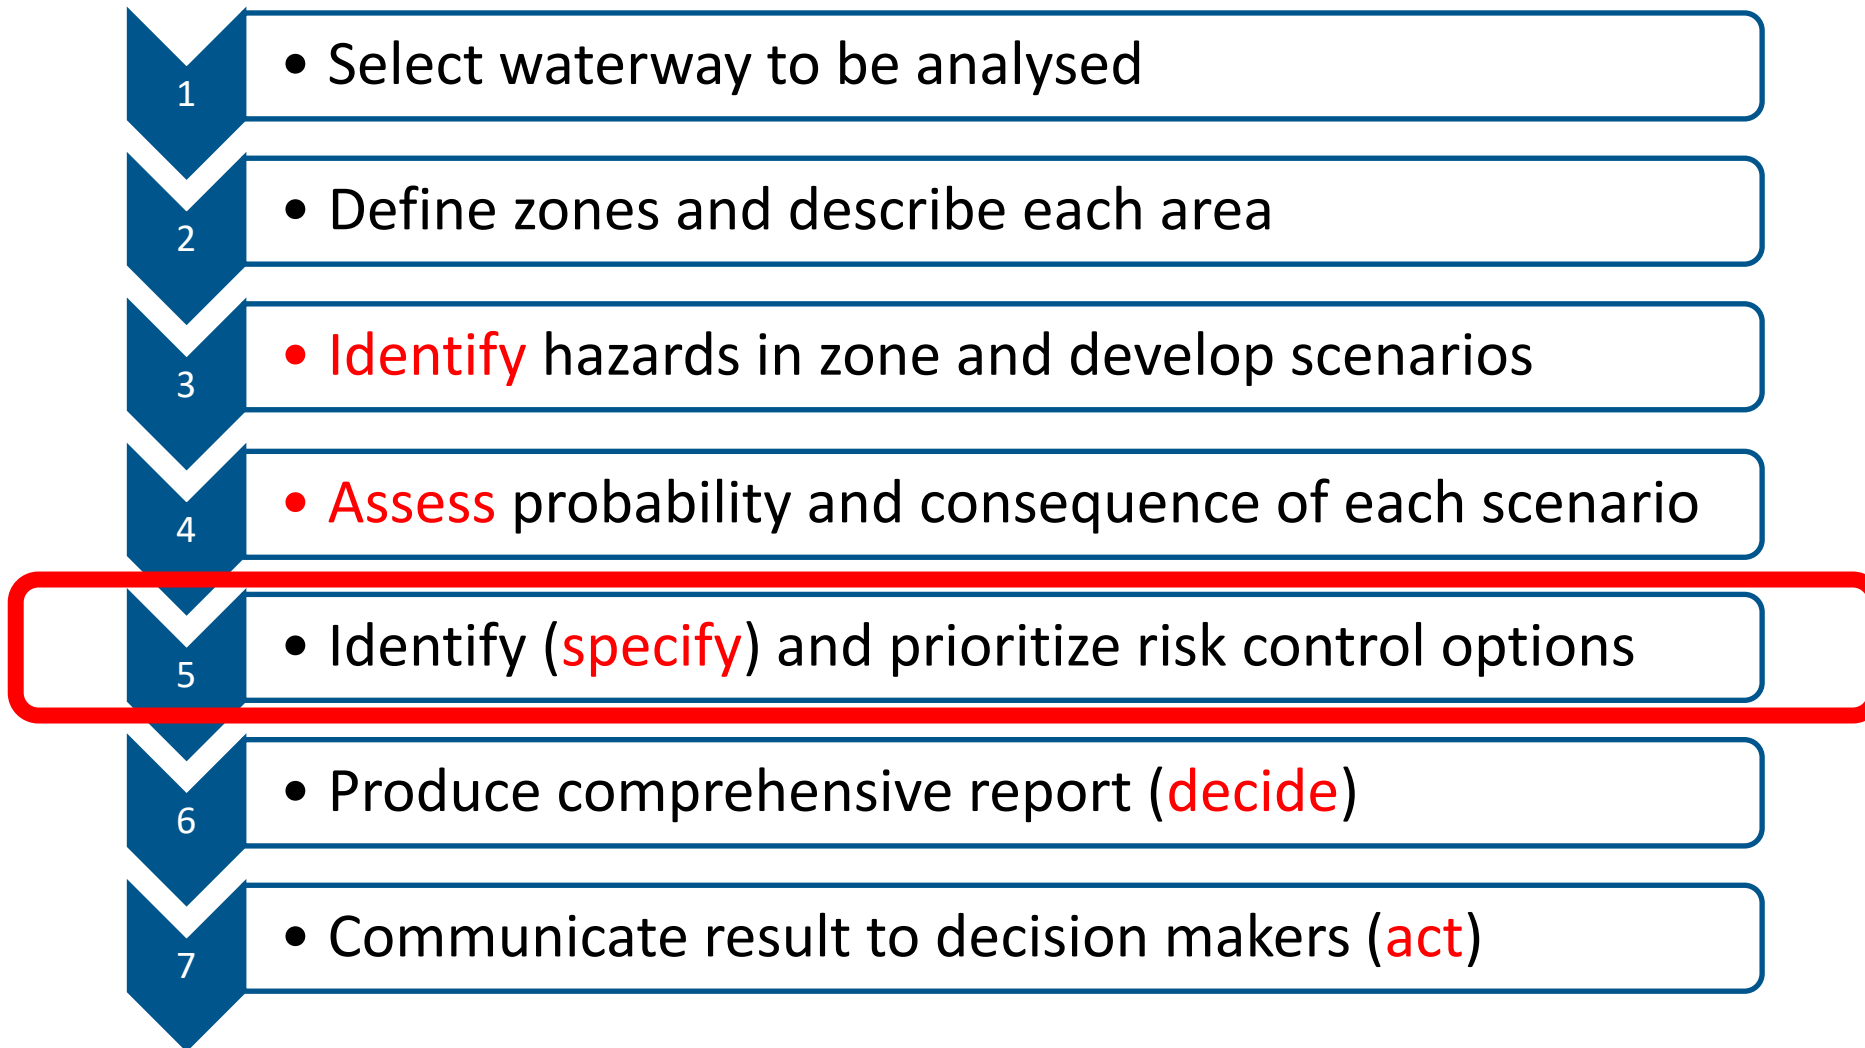 1
• Select waterway to be analysed
2
• Define zones and describe each area
3
• Identify hazards in zone and develop scenarios
4
• Assess probability and consequence of each scenario
5
• Identify (specify) and prioritize risk control options
6
• Produce comprehensive report (decide)
7
• Communicate result to decision makers (act)